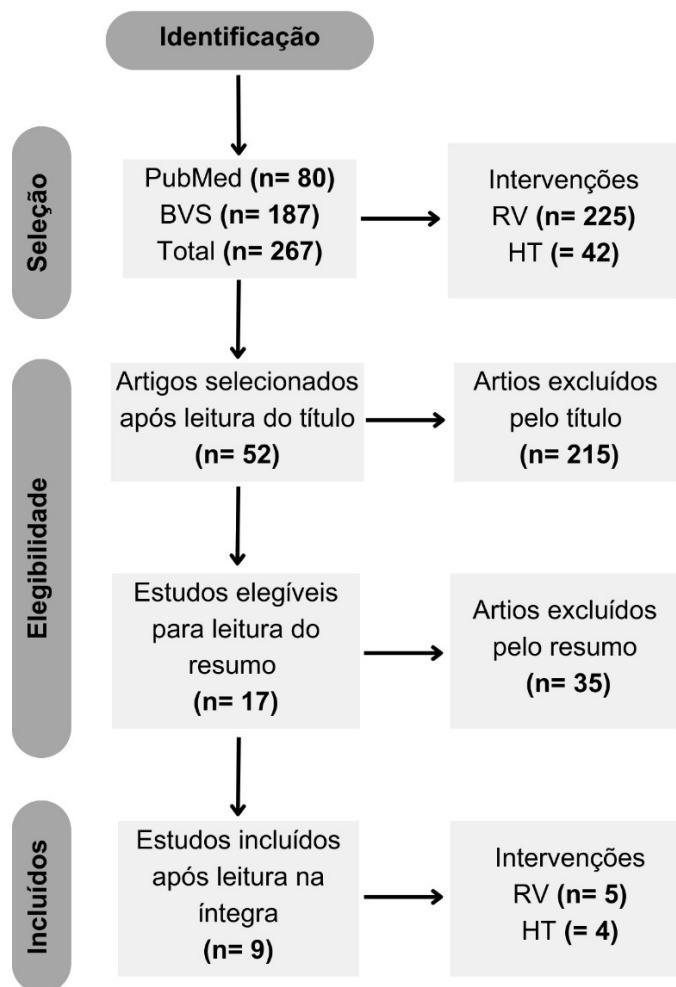 Identificação
Seleção
PubMed (n= 80)
BVS (n= 187)
Total (n= 267)
Intervenções
RV (n= 225)
HT (= 42)
Elegibilidade
Artigos selecionados
após leitura do título
(n= 52)
Artios excluídos
pelo título
(n= 215)
Estudos elegíveis
para leitura do
resumo
(n= 17)
Artios excluídos
pelo resumo
(n= 35)
Incluídos
Estudos incluídos
após leitura na
íntegra
(n= 9)
Intervenções
RV (n= 5)
HT (= 4)